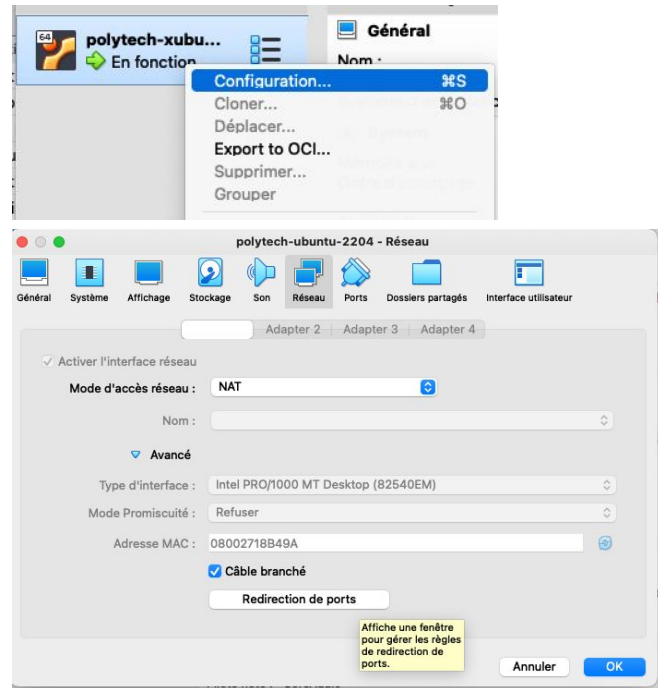 64
polytech-xubu...
En fonction
Général
Nom :
Configuration... ⌘S
Cloner... ⌘O
Déplacer...
Export to OCI...
Supprimer...
Grouper
polytech-ubuntu-2204 - Réseau
Général Système Affichage Stockage Son Réseau Ports Dossiers partagés Interface utilisateur
Adapter 2 Adapter 3 Adapter 4
Activer l'interface réseau
Mode d'accès réseau : NAT
Nom :
Avancé
Type d'interface : Intel PRO/1000 MT Desktop (82540EM)
Mode Promiscuité : Refuser
Adresse MAC : 08002718B49A
Câble branché
Redirection de ports
Affiche une fenêtre
pour gérer les règles
de redirection de
ports.
Annuler OK